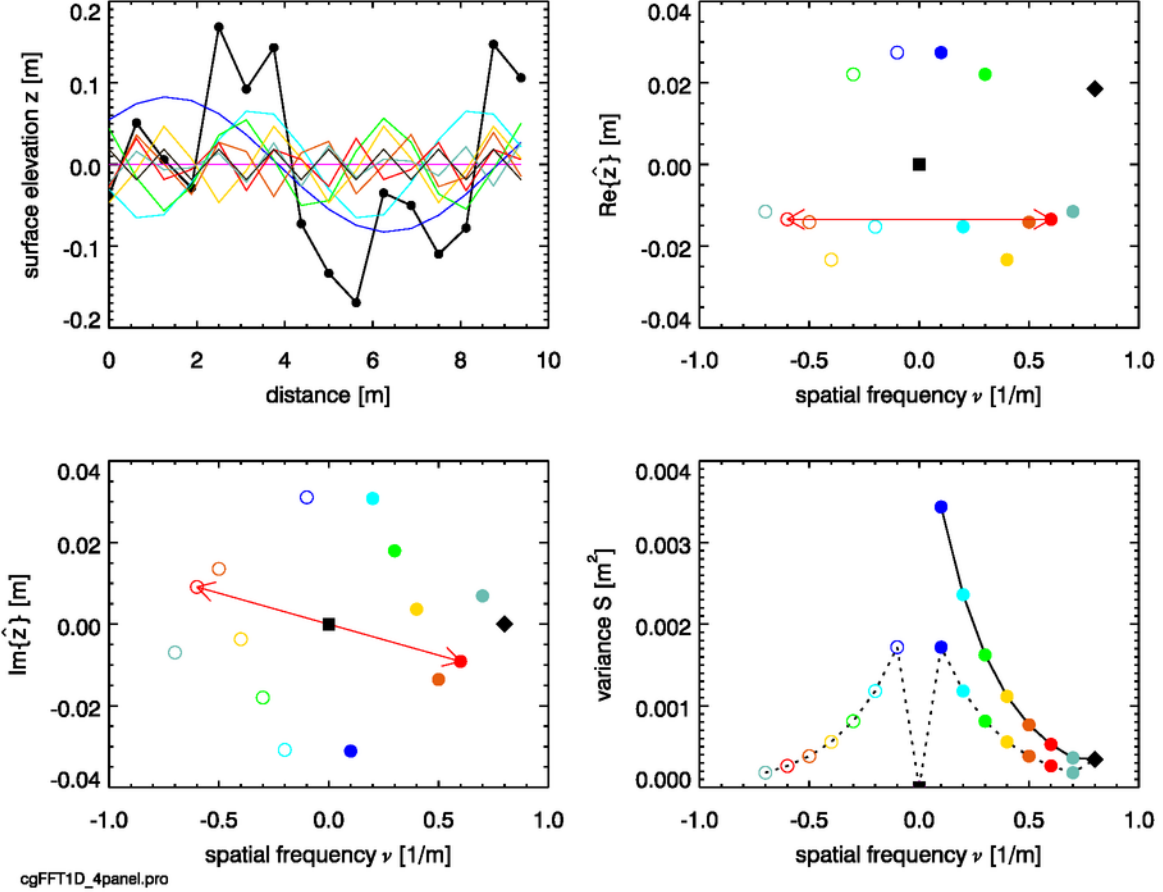 surface elevation z [m]
0.2
0.1
0.0
-0.1
-0.2
0 2 4 6 8 10
distance [m]
Re{ẑ} [m]
0.04
0.02
0.00
-0.02
-0.04
-1.0 -0.5 0.0 0.5 1.0
spatial frequency ν [1/m]
Im{ẑ} [m]
0.04
0.02
0.00
-0.02
-0.04
-1.0 -0.5 0.0 0.5 1.0
spatial frequency ν [1/m]
variance S [m²]
0.004
0.003
0.002
0.001
0.000
-1.0 -0.5 0.0 0.5 1.0
spatial frequency ν [1/m]
cgFFT1D_4panel.pro